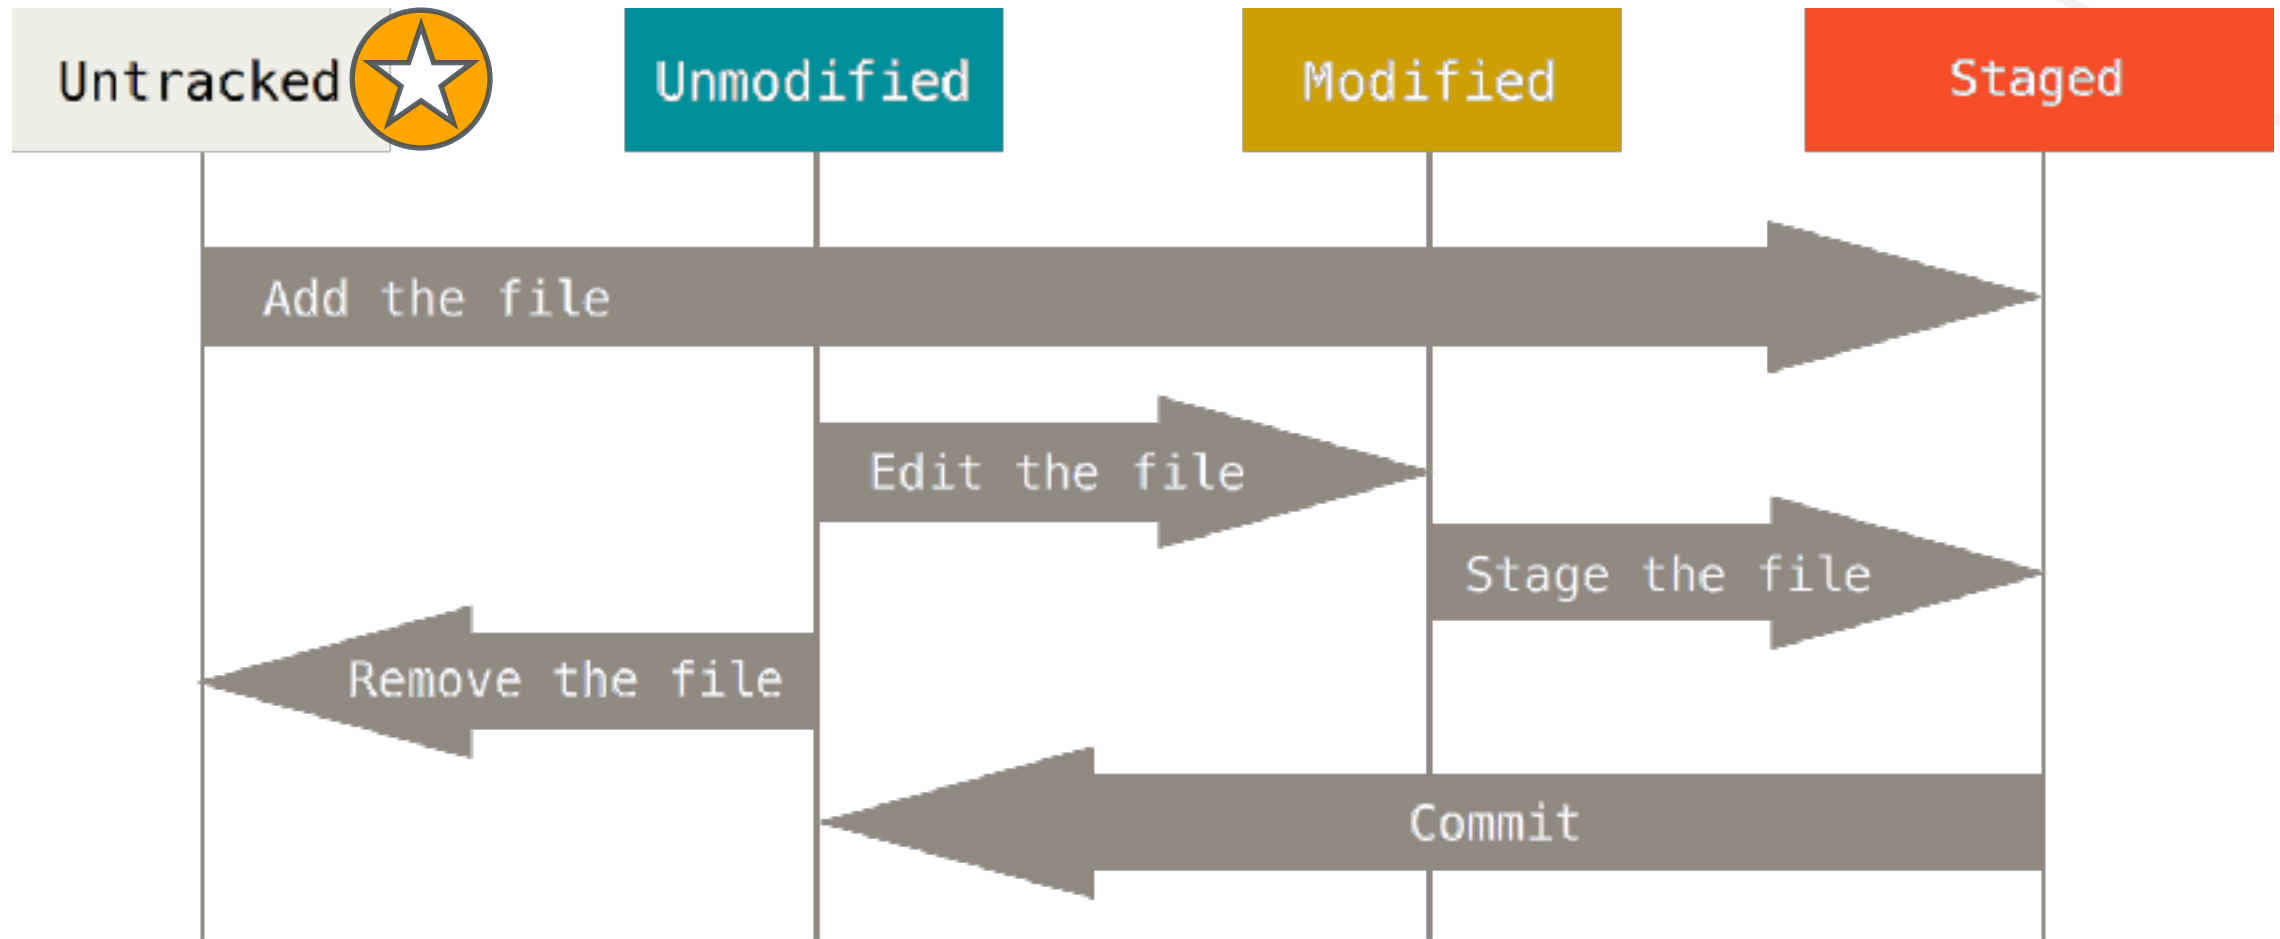 Untracked
Unmodified
Modified
Staged
Add the file
Edit the file
Stage the file
Remove the file
Commit